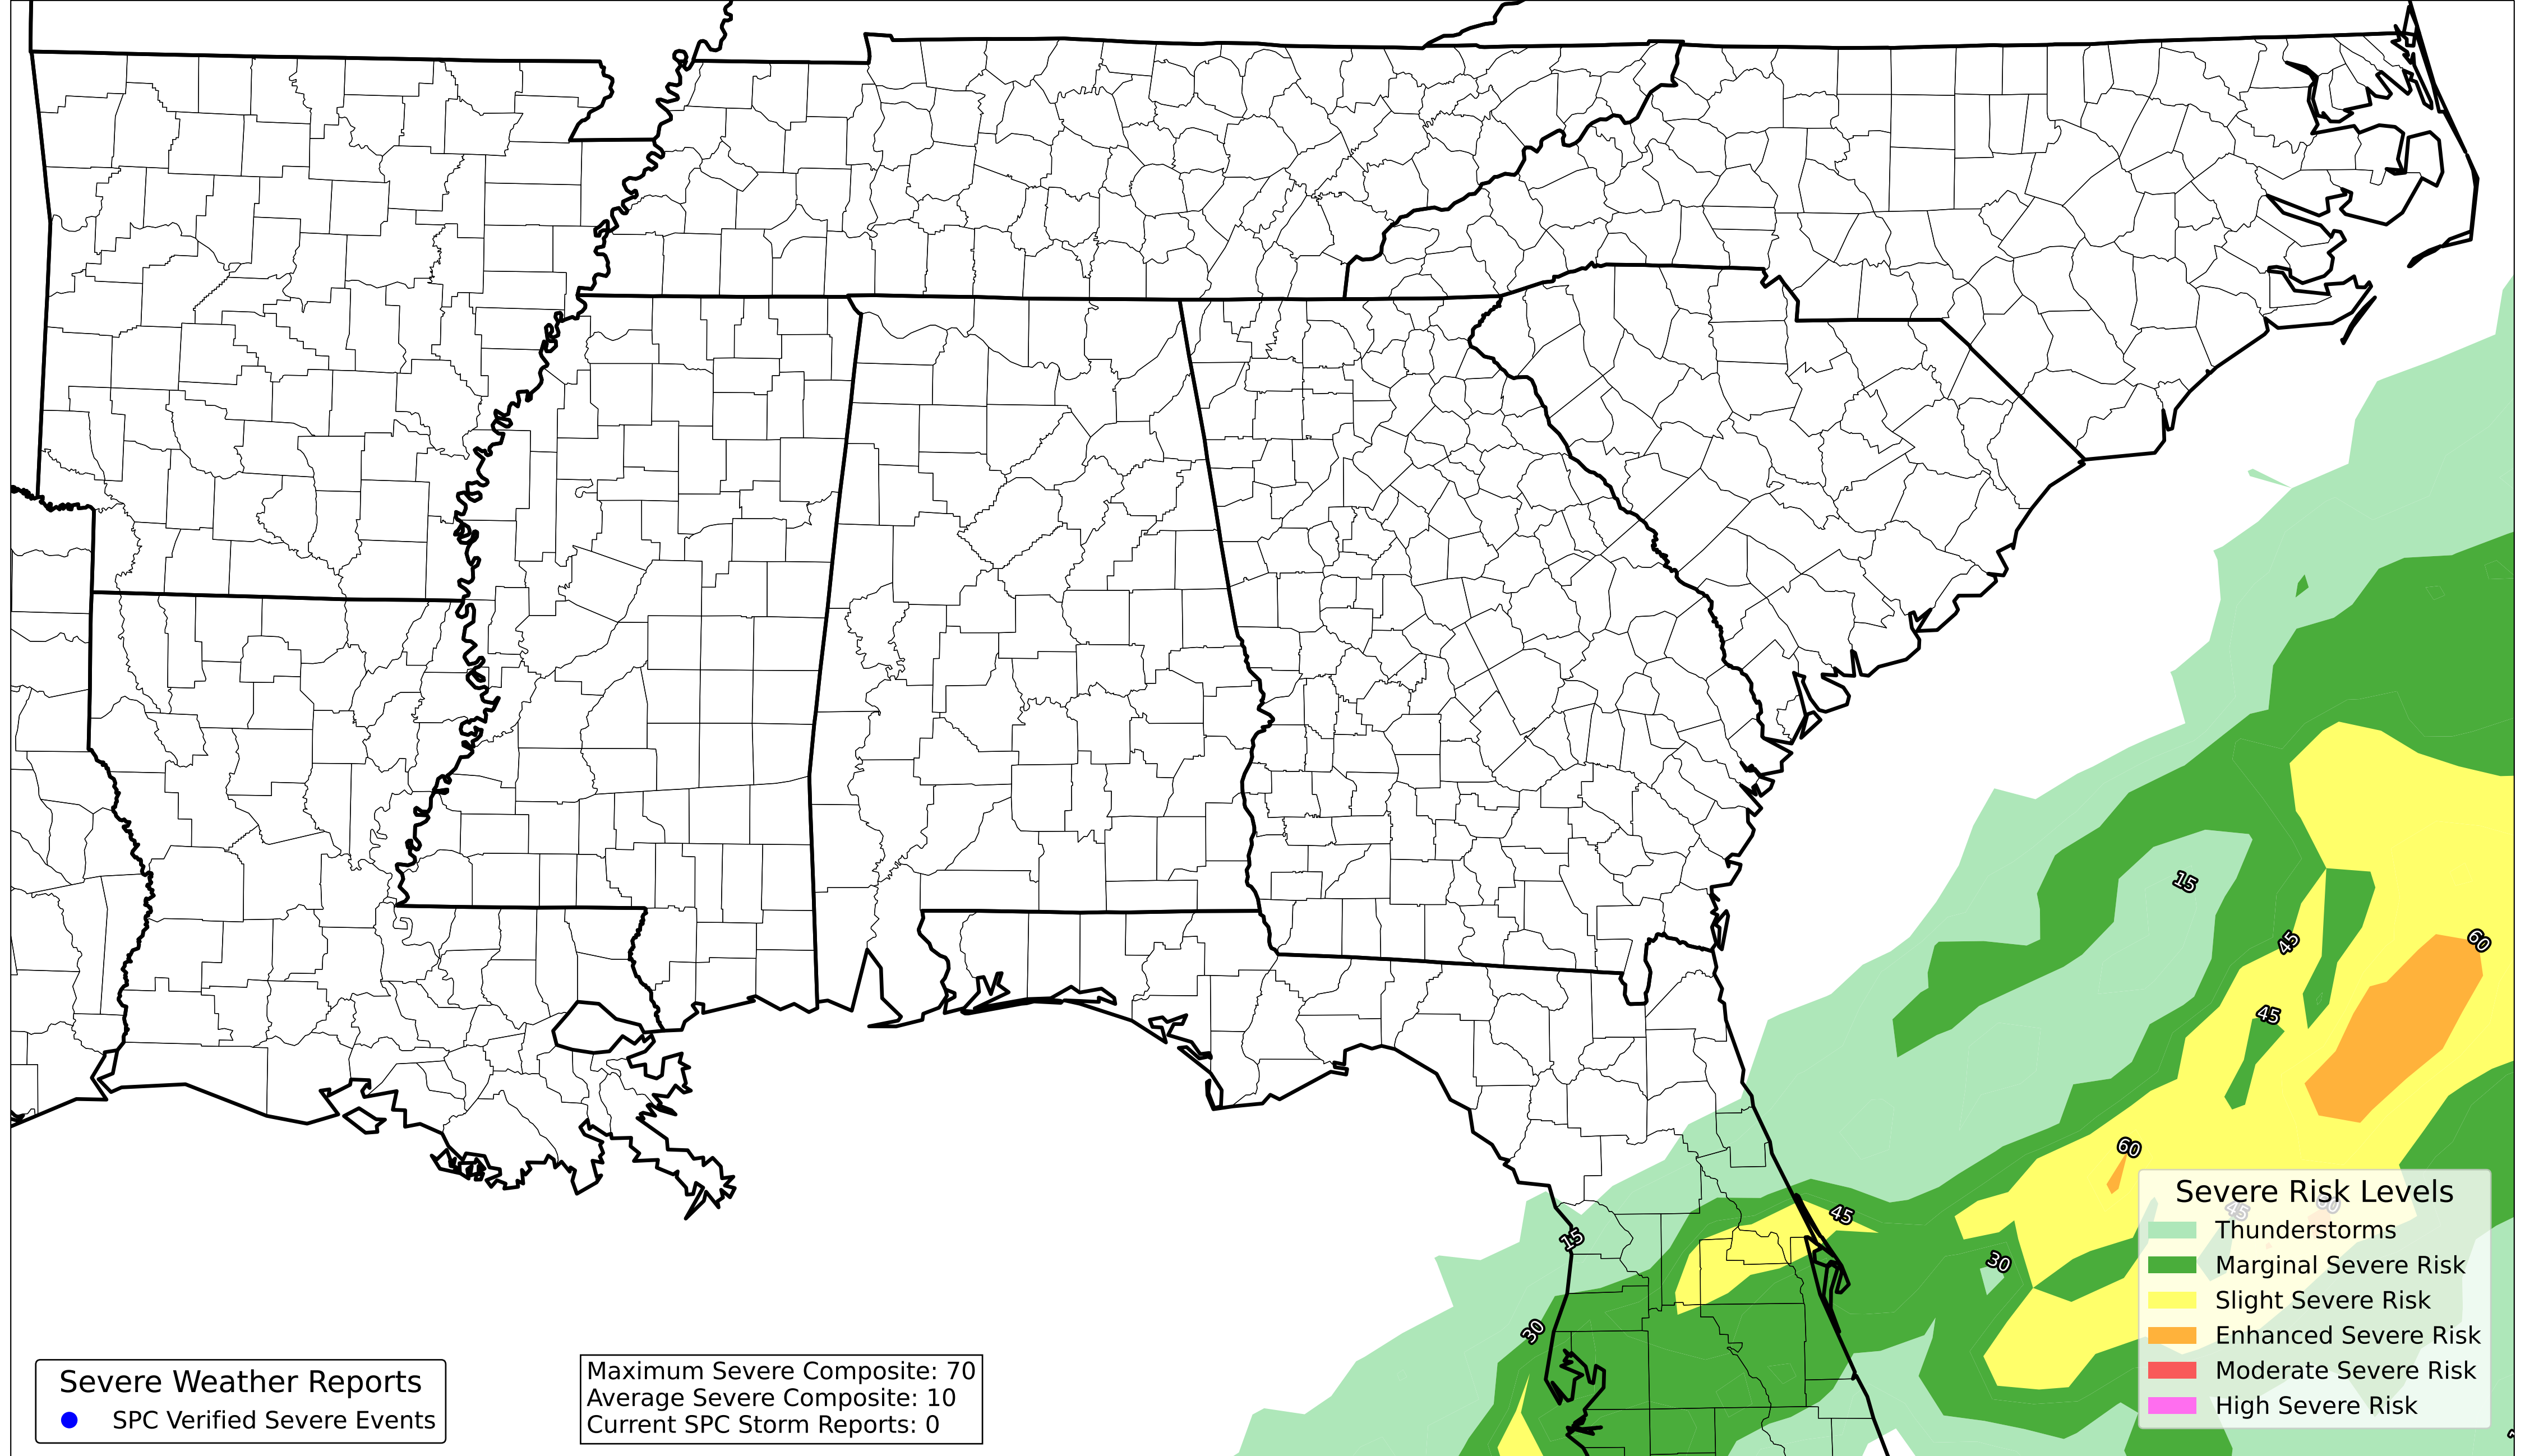 15
45
60
45
60
45
60
45
30
15
30
Severe Risk Levels
Thunderstorms
Marginal Severe Risk
Slight Severe Risk
Enhanced Severe Risk
Moderate Severe Risk
High Severe Risk
Severe Weather Reports
SPC Verified Severe Events
Maximum Severe Composite: 70
Average Severe Composite: 10
Current SPC Storm Reports: 0